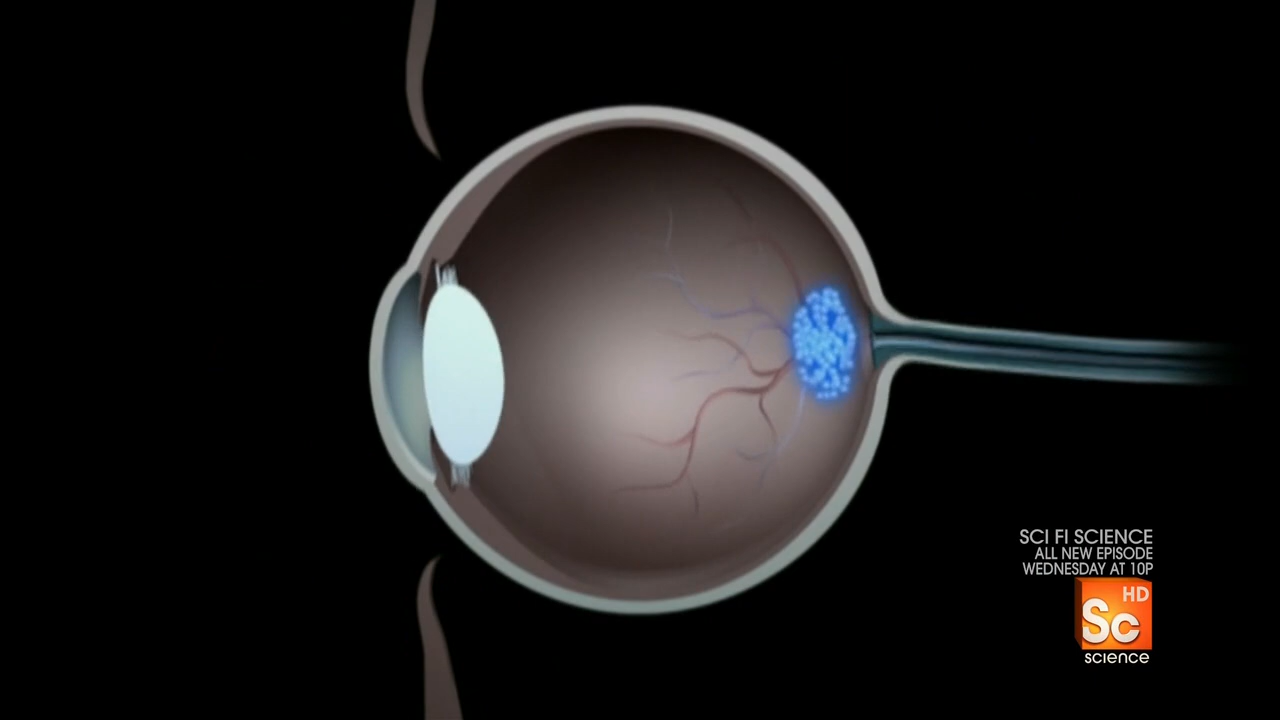 SCI FI SCIENCE
ALL NEW EPISODE
WEDNESDAY AT 10P
HD
Sc
science